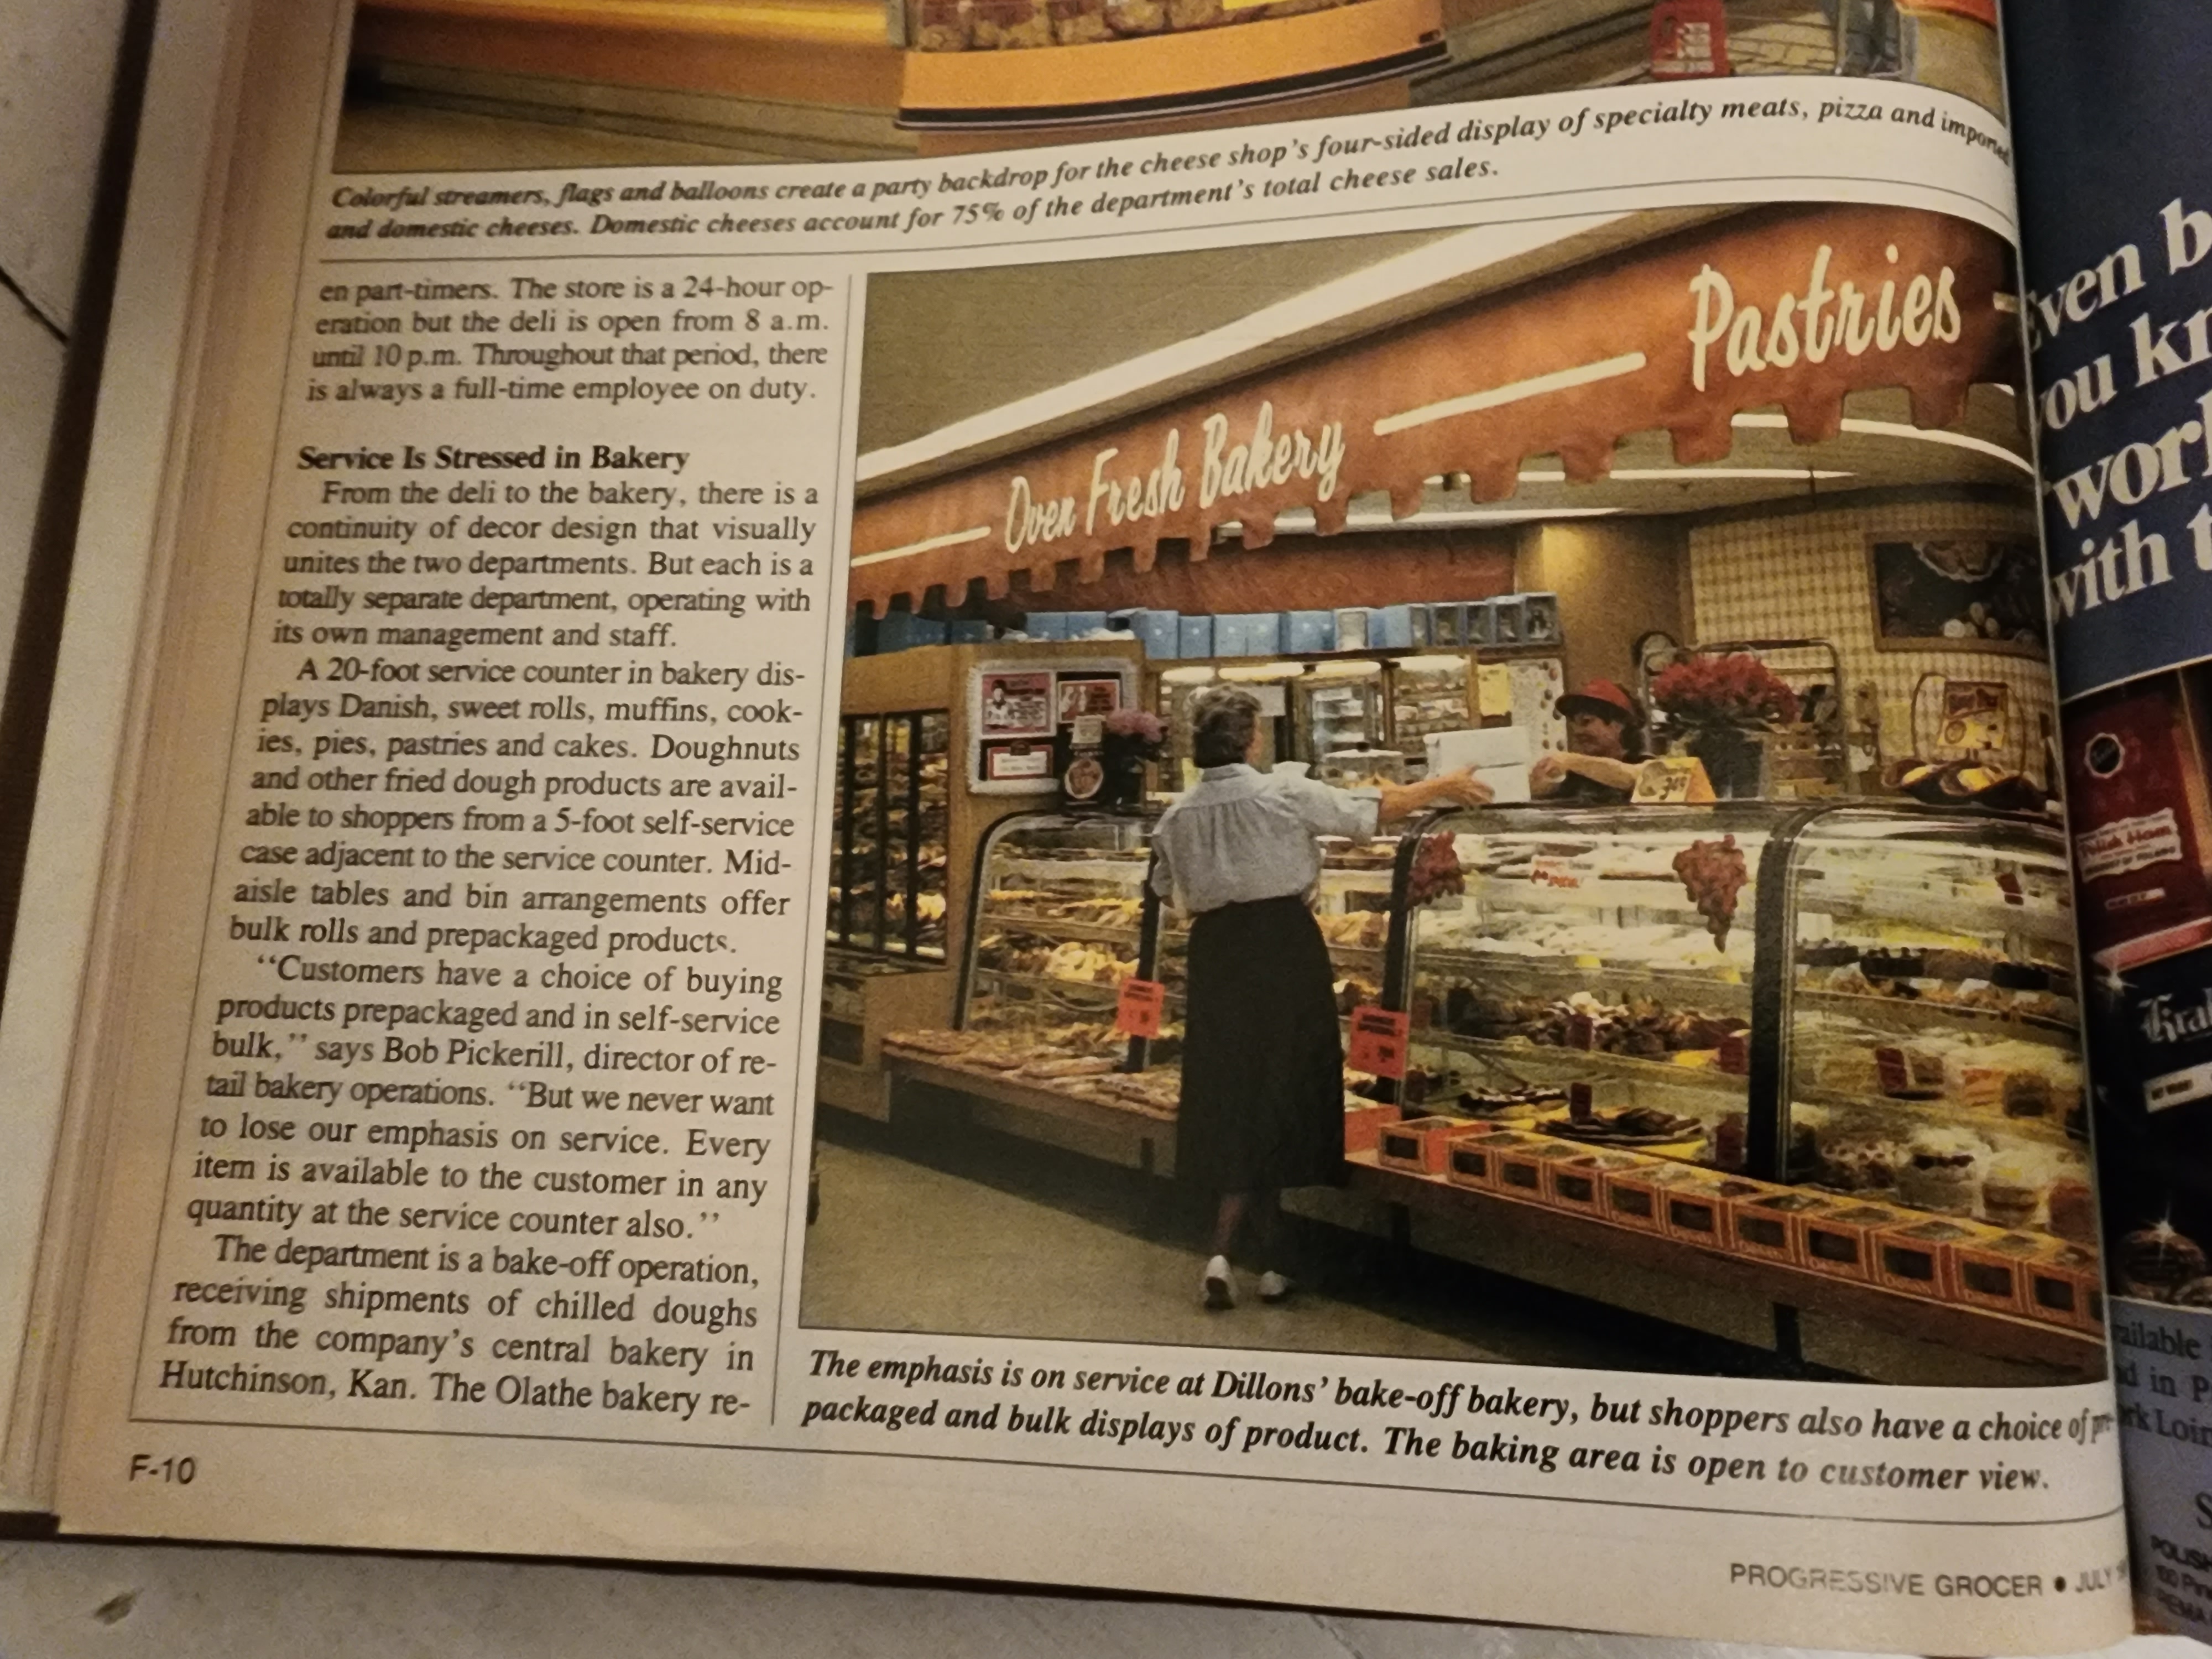 Colorful streamers, flags and balloons create a party backdrop for the cheese shop's four-sided display of specialty meats, pizza and imported
and domestic cheeses. Domestic cheeses account for 75% of the department's total cheese sales.
en part-timers. The store is a 24-hour op-
eration but the deli is open from 8 a.m.
until 10 p.m. Throughout that period, there
is always a full-time employee on duty.
Service Is Stressed in Bakery
From the deli to the bakery, there is a
continuity of decor design that visually
unites the two departments. But each is a
totally separate department, operating with
its own management and staff.
A 20-foot service counter in bakery dis-
plays Danish, sweet rolls, muffins, cook-
ies, pies, pastries and cakes. Doughnuts
and other fried dough products are avail-
able to shoppers from a 5-foot self-service
case adjacent to the service counter. Mid-
aisle tables and bin arrangements offer
bulk rolls and prepackaged products.
‘‘Customers have a choice of buying
products prepackaged and in self-service
bulk,’’ says Bob Pickerill, director of re-
tail bakery operations. ‘‘But we never want
to lose our emphasis on service. Every
item is available to the customer in any
quantity at the service counter also.’’
The department is a bake-off operation,
receiving shipments of chilled doughs
from the company's central bakery in
Hutchinson, Kan. The Olathe bakery re-
Oven Fresh Bakery
Pastries
The emphasis is on service at Dillons' bake-off bakery, but shoppers also have a choice of
packaged and bulk displays of product. The baking area is open to customer view.
F-10
PROGRESSIVE GROCER • JULY
Even b
you kn
work
with t